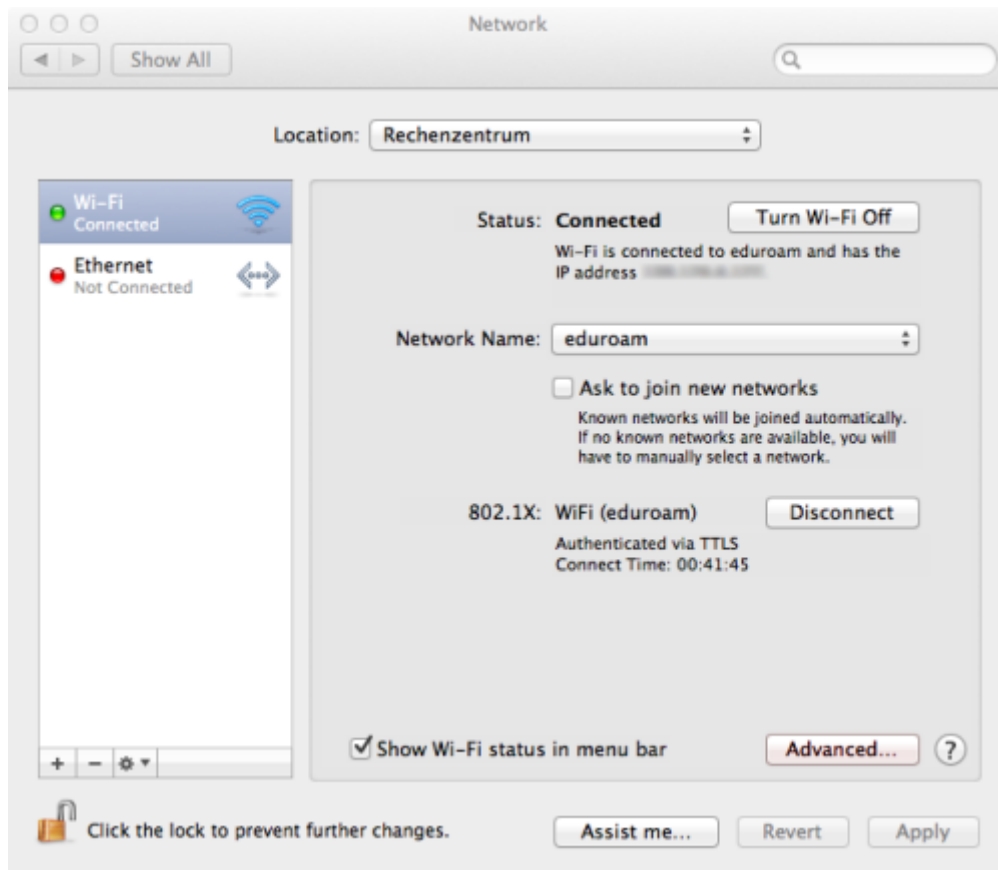 Network
Show All
Location: Rechenzentrum
Wi-Fi
Connected
Ethernet
Not Connected
Status: Connected Turn Wi-Fi Off
Wi-Fi is connected to eduroam and has the
IP address
Network Name: eduroam
Ask to join new networks
Known networks will be joined automatically.
If no known networks are available, you will
have to manually select a network.
802.1X: WiFi (eduroam) Disconnect
Authenticated via TTLS
Connect Time: 00:41:45
Show Wi-Fi status in menu bar Advanced... ?
Click the lock to prevent further changes. Assist me... Revert Apply